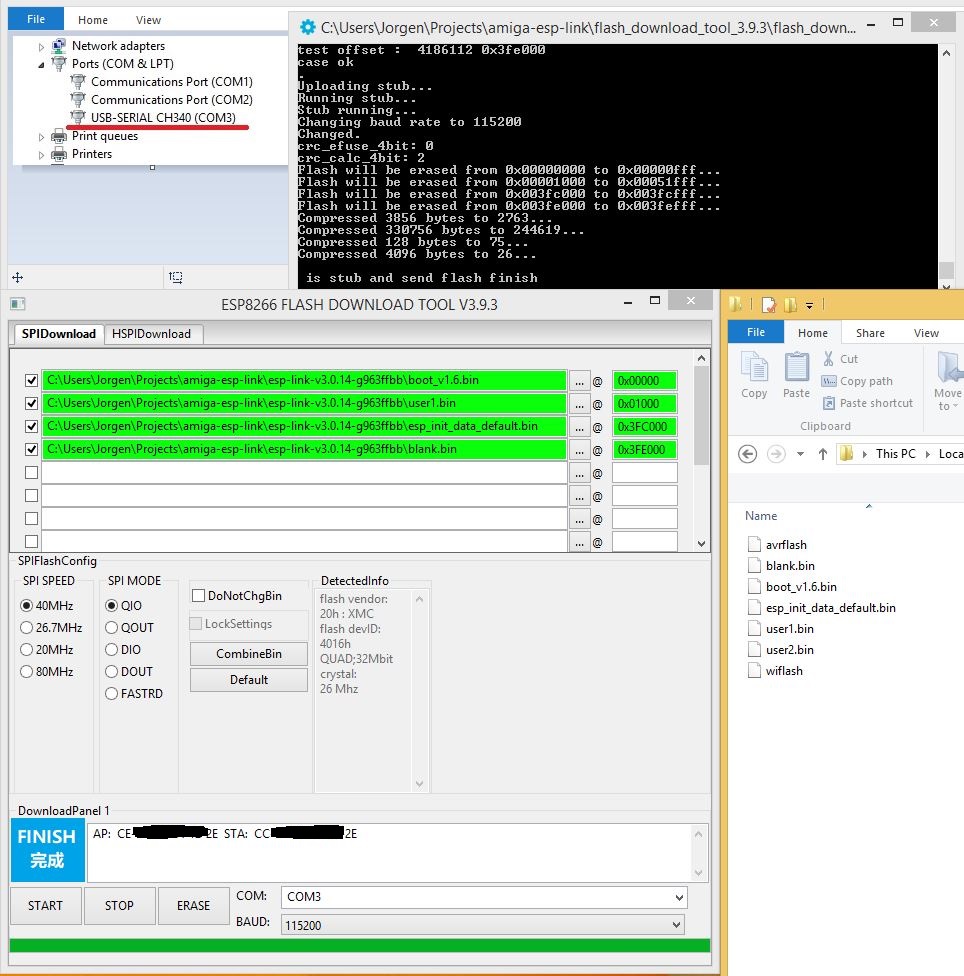 File Home View
Network adapters
Ports (COM & LPT)
Communications Port (COM1)
Communications Port (COM2)
USB-SERIAL CH340 (COM3)
Print queues
Printers
C:\Users\Jorgen\Projects\amiga-esp-link\flash_download_tool_3.9.3\flash_down...
test offset :  4186112 0x3fe000
case ok
.
Uploading stub...
Running stub...
Stub running...
Changing baud rate to 115200
Changed.
crc_efuse_4bit: 0
crc_calc_4bit: 2
Flash will be erased from 0x00000000 to 0x00000fff...
Flash will be erased from 0x00001000 to 0x00051fff...
Flash will be erased from 0x003fc000 to 0x003fcfff...
Flash will be erased from 0x003fe000 to 0x003fefff...
Compressed 3856 bytes to 2763...
Compressed 330756 bytes to 244619...
Compressed 128 bytes to 75...
Compressed 4096 bytes to 26...
is stub and send flash finish
ESP8266 FLASH DOWNLOAD TOOL V3.9.3
SPIDownload HSPIDownload
C:\Users\Jorgen\Projects\amiga-esp-link\esp-link-v3.0.14-g963ffbb\boot_v1.6.bin ... @ 0x00000
C:\Users\Jorgen\Projects\amiga-esp-link\esp-link-v3.0.14-g963ffbb\user1.bin ... @ 0x01000
C:\Users\Jorgen\Projects\amiga-esp-link\esp-link-v3.0.14-g963ffbb\esp_init_data_default.bin ... @ 0x3FC000
C:\Users\Jorgen\Projects\amiga-esp-link\esp-link-v3.0.14-g963ffbb\blank.bin ... @ 0x3FE000
... @
... @
... @
... @
SPIFlashConfig
SPI SPEED
40MHz
26.7MHz
20MHz
80MHz
SPI MODE
QIO
QOUT
DIO
DOUT
FASTRD
DoNotChgBin
LockSettings
CombineBin
Default
DetectedInfo
flash vendor:
20h : XMC
flash devID:
4016h
QUAD;32Mbit
crystal:
26 Mhz
DownloadPanel 1
FINISH
完成
AP: CE- 2E STA: CC 2E
START STOP ERASE
COM: COM3
BAUD: 115200
File Home Share View
Copy
Paste
Cut
Copy path
Paste shortcut
Move
to
Clipboard
This PC Loca
Name
avrflash
blank.bin
boot_v1.6.bin
esp_init_data_default.bin
user1.bin
user2.bin
wiflash